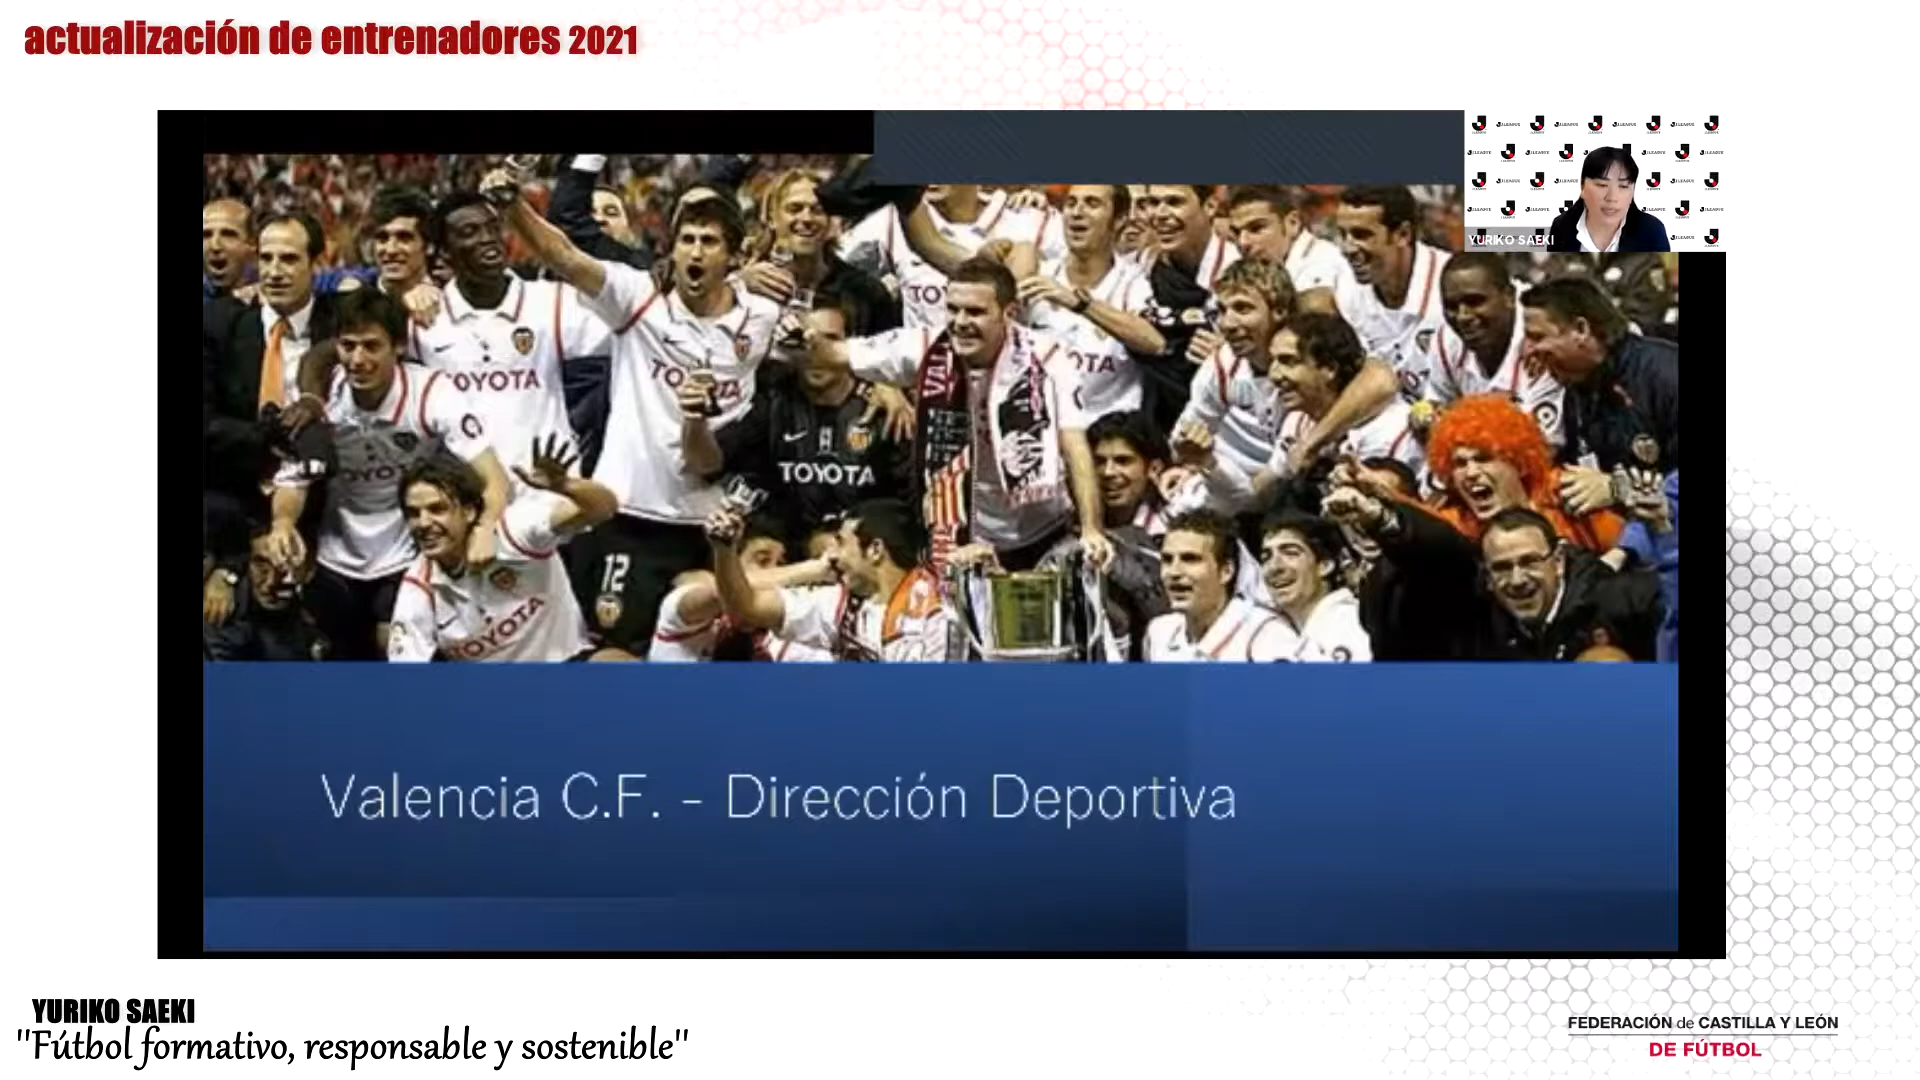 actualización de entrenadores 2021
YURIKO SAEKI
TOYOTA
TOYOTA
12
Valencia C.F. - Dirección Deportiva
YURIKO SAEKI
"Fútbol formativo, responsable y sostenible"
FEDERACIÓN de CASTILLA Y LEÓN
DE FÚTBOL